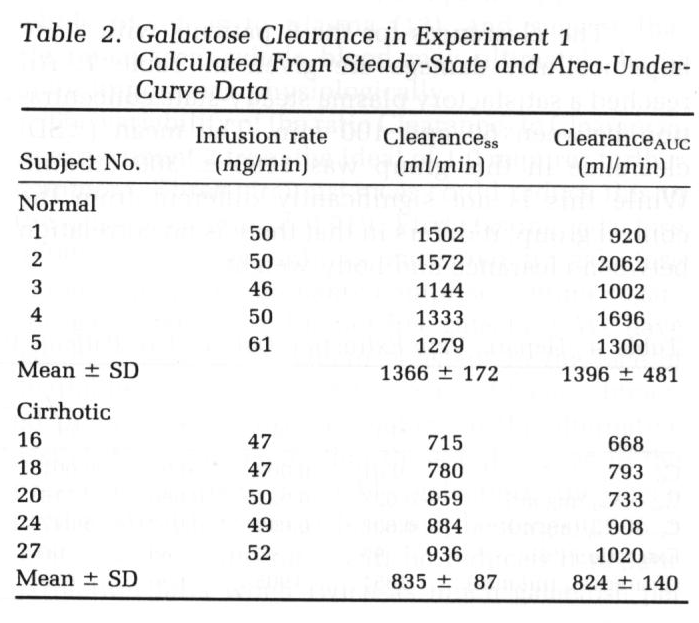 Table 2. Galactose Clearance in Experiment 1
Calculated From Steady-State and Area-Under-
Curve Data
Infusion rate Clearancess ClearanceAUC
Subject No. (mg/min) (ml/min) (ml/min)
Normal
1 50 1502 920
2 50 1572 2062
3 46 1144 1002
4 50 1333 1696
5 61 1279 1300
Mean ± SD 1366 ± 172 1396 ± 481
Cirrhotic
16 47 715 668
18 47 780 793
20 50 859 733
24 49 884 908
27 52 936 1020
Mean ± SD 835 ± 87 824 ± 140